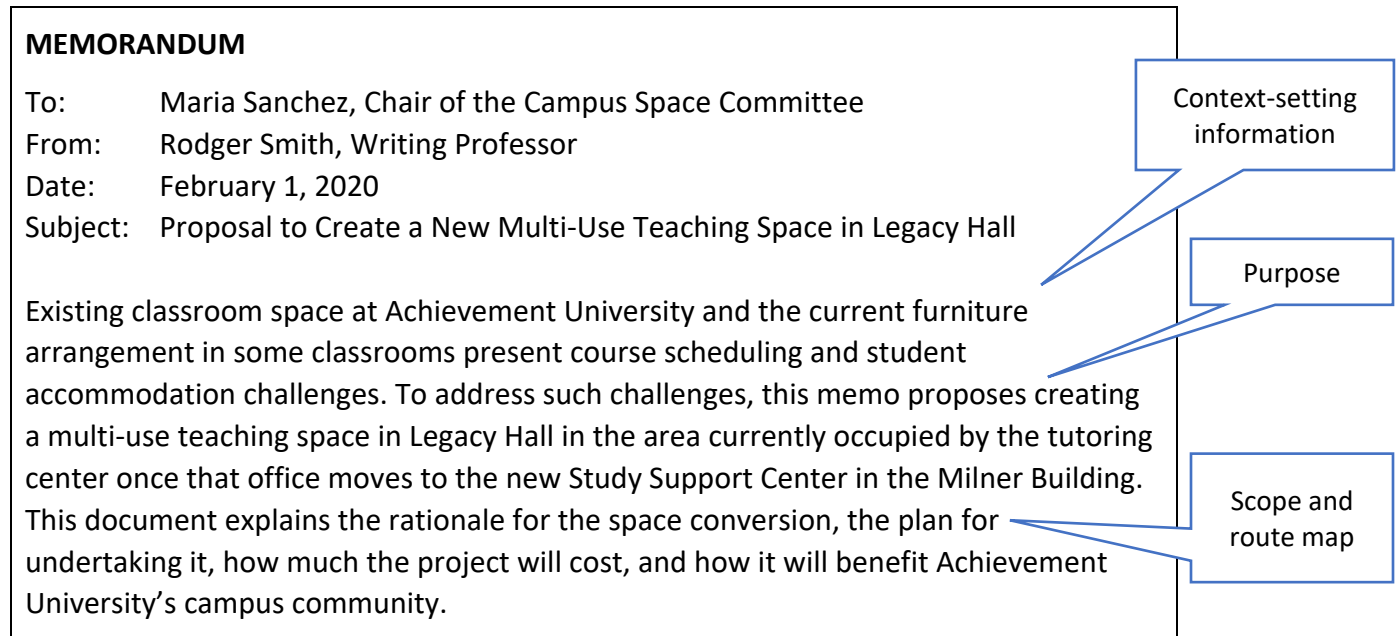 MEMORANDUM
To: Maria Sanchez, Chair of the Campus Space Committee
From: Rodger Smith, Writing Professor
Date: February 1, 2020
Subject: Proposal to Create a New Multi-Use Teaching Space in Legacy Hall
Existing classroom space at Achievement University and the current furniture
arrangement in some classrooms present course scheduling and student
accommodation challenges. To address such challenges, this memo proposes creating
a multi-use teaching space in Legacy Hall in the area currently occupied by the tutoring
center once that office moves to the new Study Support Center in the Milner Building.
This document explains the rationale for the space conversion, the plan for
undertaking it, how much the project will cost, and how it will benefit Achievement
University’s campus community.
Context-setting
information
Purpose
Scope and
route map